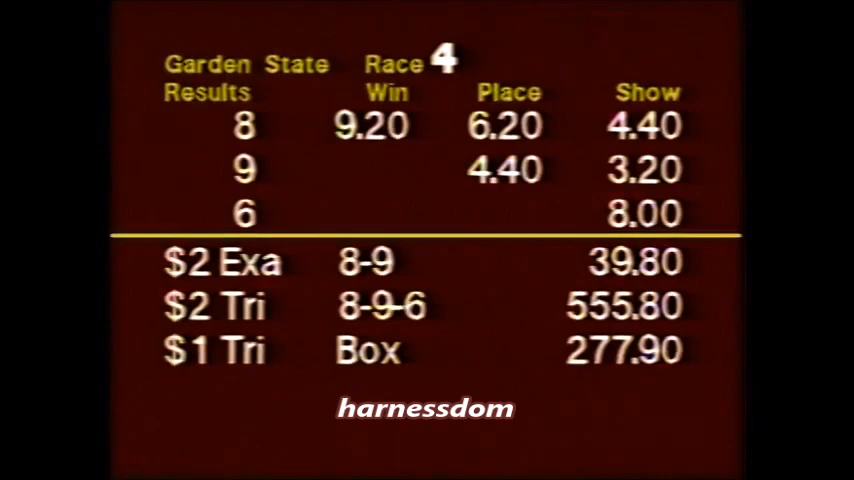 Garden State Race 4
Results Win Place Show
8 9.20 6.20 4.40
9 4.40 3.20
6 8.00
$2 Exa 8-9 39.80
$2 Tri 8-9-6 555.80
$1 Tri Box 277.90
harnessdom